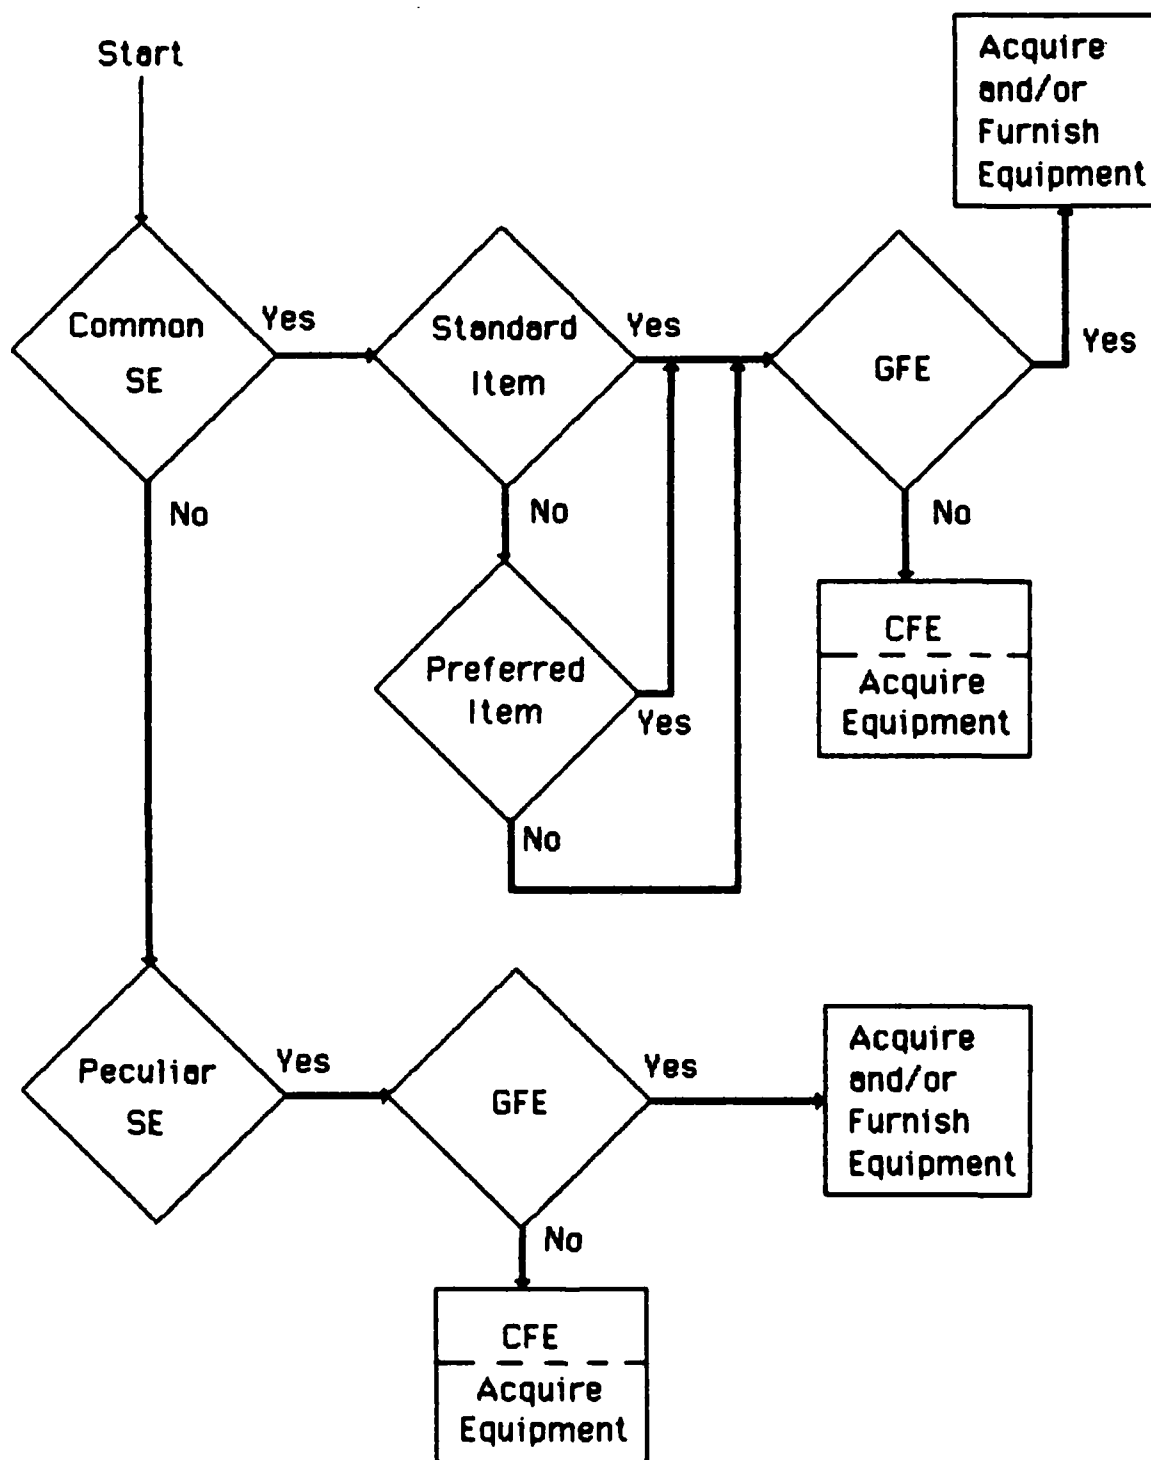 Start
Acquire
and/or
Furnish
Equipment
Common
SE
Yes
Standard
Item
Yes
GFE
Yes
No
No
No
Preferred
Item
Yes
No
CFE
Acquire
Equipment
Peculiar
SE
Yes
GFE
Yes
Acquire
and/or
Furnish
Equipment
No
CFE
Acquire
Equipment